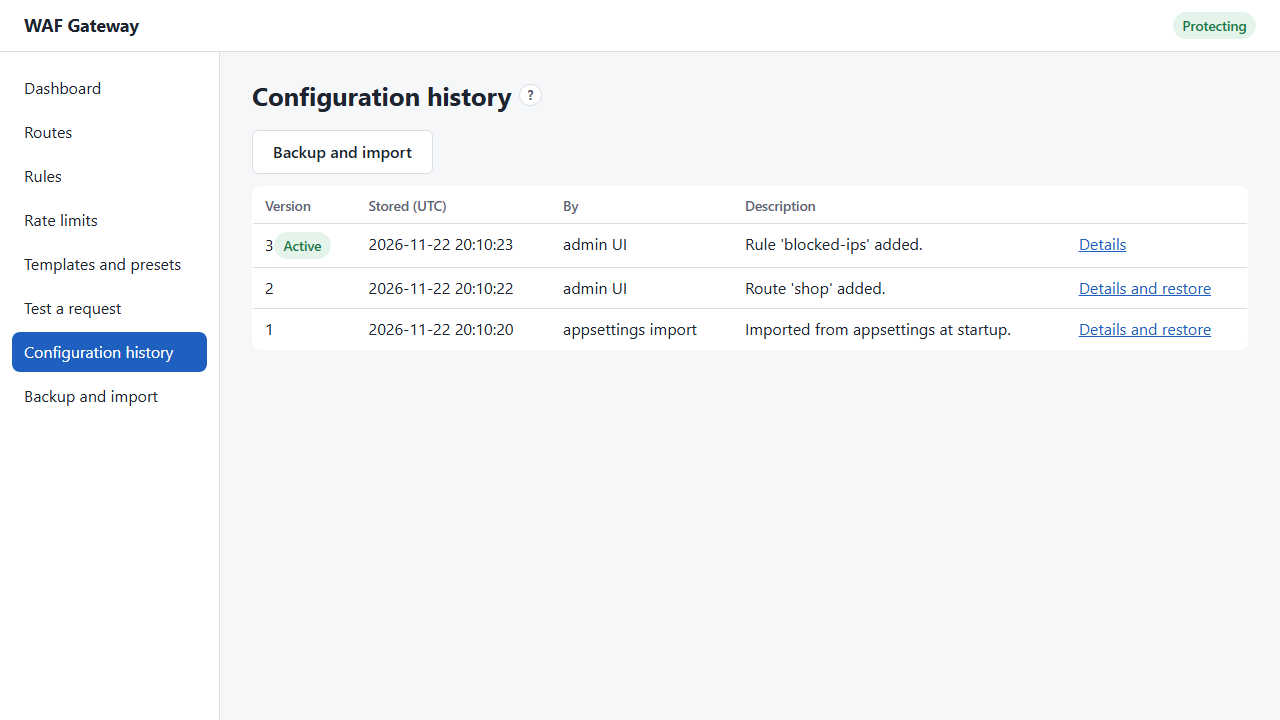 WAF Gateway
Protecting
Dashboard
Routes
Rules
Rate limits
Templates and presets
Test a request
Configuration history
Backup and import
Configuration history ?
Backup and import
Version Stored (UTC) By Description
3 Active 2026-11-22 20:10:23 admin UI Rule 'blocked-ips' added. Details
2 2026-11-22 20:10:22 admin UI Route 'shop' added. Details and restore
1 2026-11-22 20:10:20 appsettings import Imported from appsettings at startup. Details and restore